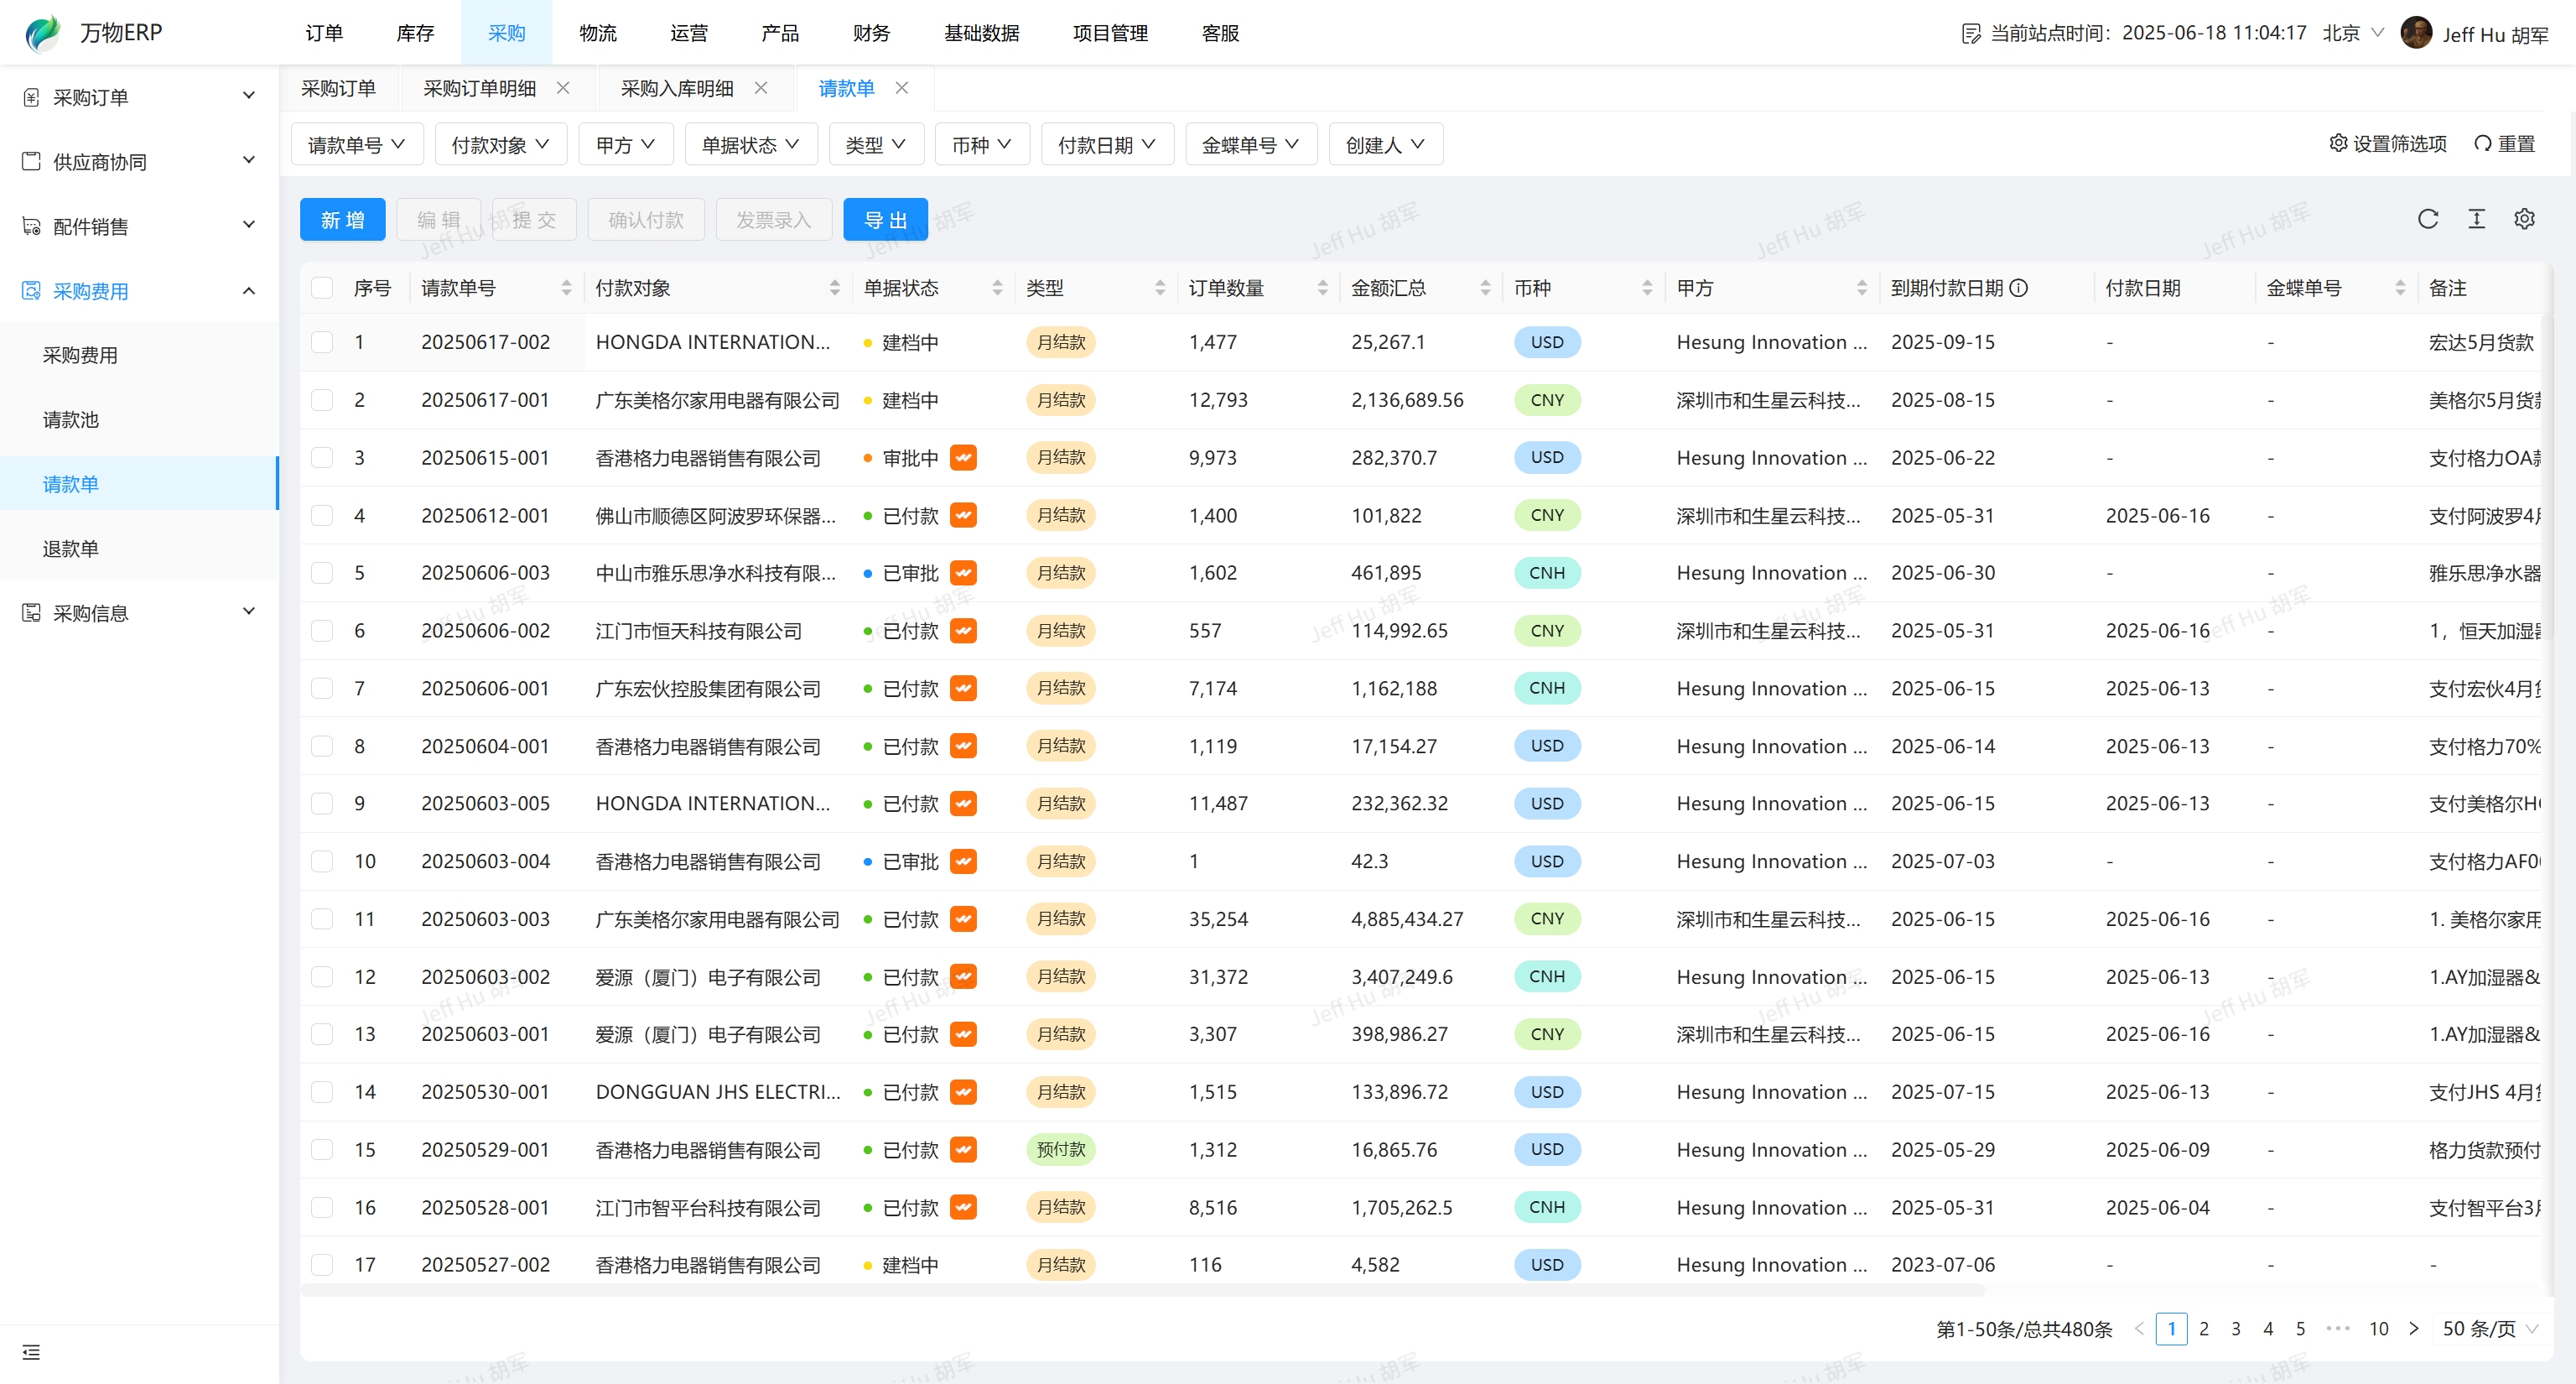 万物ERP
订单 库存 采购 物流 运营 产品 财务 基础数据 项目管理 客服
当前站点时间: 2025-06-18 11:04:17 北京 Jeff Hu 胡军
采购订单
供应商协同
配件销售
采购费用
采购费用
请款池
请款单
退款单
采购信息
采购订单 采购订单明细 采购入库明细 请款单
请款单号 付款对象 甲方 单据状态 类型 币种 付款日期 金蝶单号 创建人 设置筛选项 重置
新 增 编 辑 提 交 确认付款 发票录入 导 出
序号 请款单号 付款对象 单据状态 类型 订单数量 金额汇总 币种 甲方 到期付款日期 付款日期 金蝶单号 备注
1 20250617-002 HONGDA INTERNATION... 建档中 月结款 1,477 25,267.1 USD Hesung Innovation ... 2025-09-15 - - 宏达5月货款
2 20250617-001 广东美格尔家用电器有限公司 建档中 月结款 12,793 2,136,689.56 CNY 深圳市和生星云科技... 2025-08-15 - - 美格尔5月货款
3 20250615-001 香港格力电器销售有限公司 审批中 月结款 9,973 282,370.7 USD Hesung Innovation ... 2025-06-22 - - 支付格力OA款
4 20250612-001 佛山市顺德区阿波罗环保器... 已付款 月结款 1,400 101,822 CNY 深圳市和生星云科技... 2025-05-31 2025-06-16 - 支付阿波罗4月
5 20250606-003 中山市雅乐思净水科技有限... 已审批 月结款 1,602 461,895 CNH Hesung Innovation ... 2025-06-30 - - 雅乐思净水器
6 20250606-002 江门市恒天科技有限公司 已付款 月结款 557 114,992.65 CNY 深圳市和生星云科技... 2025-05-31 2025-06-16 - 1，恒天加湿器
7 20250606-001 广东宏伙控股集团有限公司 已付款 月结款 7,174 1,162,188 CNH Hesung Innovation ... 2025-06-15 2025-06-13 - 支付宏伙4月货
8 20250604-001 香港格力电器销售有限公司 已付款 月结款 1,119 17,154.27 USD Hesung Innovation ... 2025-06-14 2025-06-13 - 支付格力70%
9 20250603-005 HONGDA INTERNATION... 已付款 月结款 11,487 232,362.32 USD Hesung Innovation ... 2025-06-15 2025-06-13 - 支付美格尔HO
10 20250603-004 香港格力电器销售有限公司 已审批 月结款 1 42.3 USD Hesung Innovation ... 2025-07-03 - - 支付格力AF00
11 20250603-003 广东美格尔家用电器有限公司 已付款 月结款 35,254 4,885,434.27 CNY 深圳市和生星云科技... 2025-06-15 2025-06-16 - 1. 美格尔家用
12 20250603-002 爱源（厦门）电子有限公司 已付款 月结款 31,372 3,407,249.6 CNH Hesung Innovation ... 2025-06-15 2025-06-13 - 1.AY加湿器&
13 20250603-001 爱源（厦门）电子有限公司 已付款 月结款 3,307 398,986.27 CNY 深圳市和生星云科技... 2025-06-15 2025-06-16 - 1.AY加湿器&
14 20250530-001 DONGGUAN JHS ELECTRI... 已付款 月结款 1,515 133,896.72 USD Hesung Innovation ... 2025-07-15 2025-06-13 - 支付JHS 4月货
15 20250529-001 香港格力电器销售有限公司 已付款 预付款 1,312 16,865.76 USD Hesung Innovation ... 2025-05-29 2025-06-09 - 格力货款预付
16 20250528-001 江门市智平台科技有限公司 已付款 月结款 8,516 1,705,262.5 CNH Hesung Innovation ... 2025-05-31 2025-06-04 - 支付智平台3月
17 20250527-002 香港格力电器销售有限公司 建档中 月结款 116 4,582 USD Hesung Innovation ... 2023-07-06 - - -
第1-50条/总共480条 1 2 3 4 5 ••• 10 50 条/页